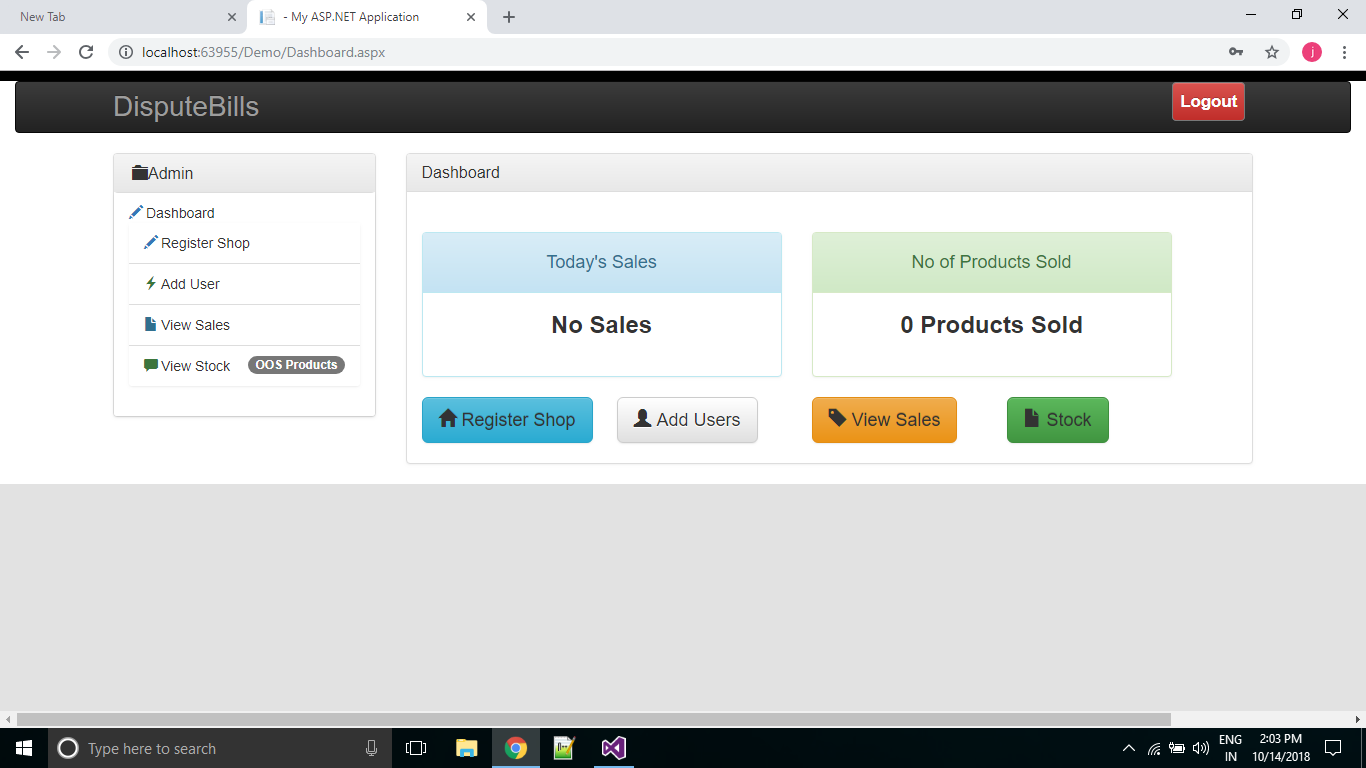 New Tab
- My ASP.NET Application
localhost:63955/Demo/Dashboard.aspx
j
DisputeBills
Logout
Admin
Dashboard
Register Shop
Add User
View Sales
View Stock OOS Products
Dashboard
Today's Sales
No Sales
No of Products Sold
0 Products Sold
Register Shop
Add Users
View Sales
Stock
Type here to search
ENG
IN
2:03 PM
10/14/2018